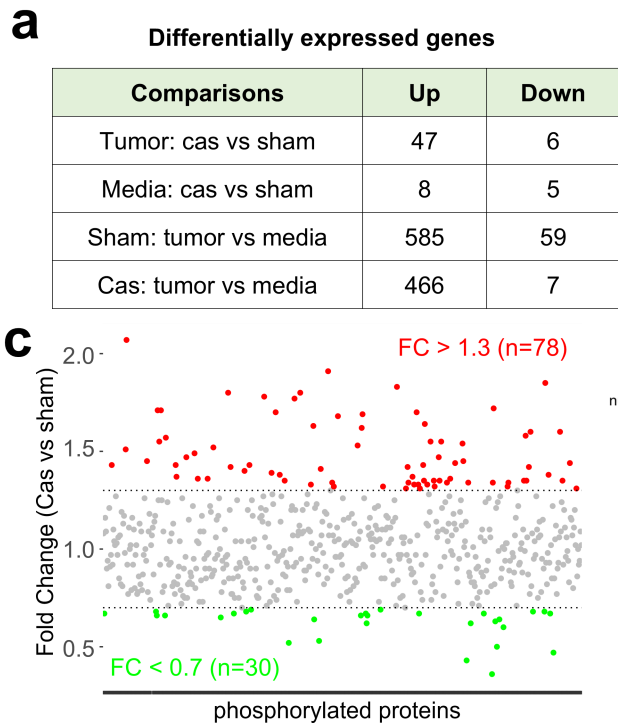 a
Differentially expressed genes
Comparisons Up Down
Tumor: cas vs sham 47 6
Media: cas vs sham 8 5
Sham: tumor vs media 585 59
Cas: tumor vs media 466 7
c
Fold Change (Cas vs sham)
2.0
1.5
1.0
0.5
FC > 1.3 (n=78)
n
FC < 0.7 (n=30)
phosphorylated proteins